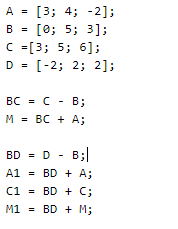 A = [3; 4; -2];
B = [0; 5; 3];
C =[3; 5; 6];
D = [-2; 2; 2];
BC = C - B;
M = BC + A;
BD = D - B;
A1 = BD + A;
C1 = BD + C;
M1 = BD + M;